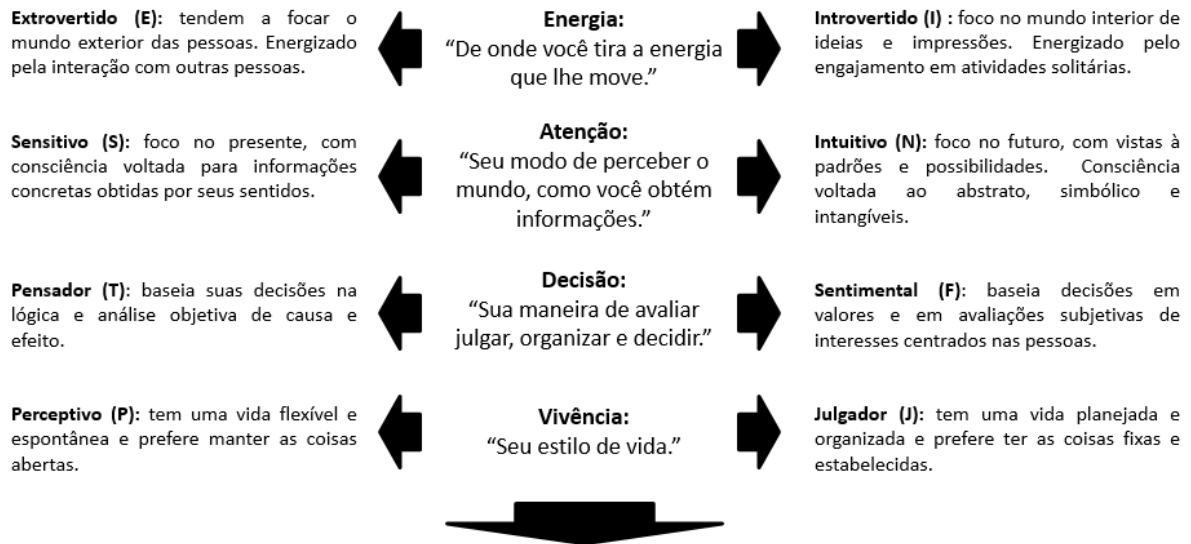 Extrovertido (E): tendem a focar o
mundo exterior das pessoas. Energizado
pela interação com outras pessoas.
Energia:
“De onde você tira a energia
que lhe move.”
Introvertido (I) : foco no mundo interior de
ideias e impressões. Energizado pelo
engajamento em atividades solitárias.
Sensitivo (S): foco no presente, com
consciência voltada para informações
concretas obtidas por seus sentidos.
Atenção:
“Seu modo de perceber o
mundo, como você obtém
informações.”
Intuitivo (N): foco no futuro, com vistas à
padrões e possibilidades. Consciência
voltada ao abstrato, simbólico e
intangíveis.
Pensador (T): baseia suas decisões na
lógica e análise objetiva de causa e
efeito.
Decisão:
“Sua maneira de avaliar
julgar, organizar e decidir.”
Sentimental (F): baseia decisões em
valores e em avaliações subjetivas de
interesses centrados nas pessoas.
Perceptivo (P): tem uma vida flexível e
espontânea e prefere manter as coisas
abertas.
Vivência:
“Seu estilo de vida.”
Julgador (J): tem uma vida planejada e
organizada e prefere ter as coisas fixas e
estabelecidas.